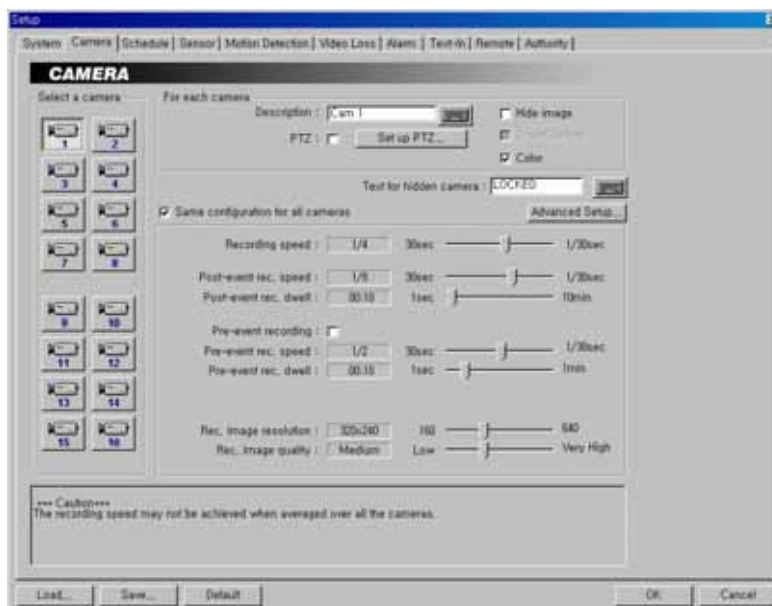 Setup
System Camera Schedule Sensor Motion Detection Video Loss Alarm Text-In Remote Authority
CAMERA
Select a camera
1 2
3 4
5 6
7 8
9 10
11 12
13 14
15 16
For each camera
Description : Cam 1
Hide image
PTZ : Set up PTZ...
Color
Text for hidden camera : LOCKED
Same configuration for all cameras Advanced Setup...
Recording speed : 1/4 30sec 1/30sec
Post-event rec. speed : 1/8 30sec 1/30sec
Post-event rec. dwell : 00:10 1sec 10min
Pre-event recording :
Pre-event rec. speed : 1/2 30sec 1/30sec
Pre-event rec. dwell : 00:10 1sec 1min
Rec. Image resolution : 320x240 160 640
Rec. Image quality : Medium Low Very High
*** Caution***
The recording speed may not be achieved when averaged over all the cameras.
Load... Save... Default OK Cancel